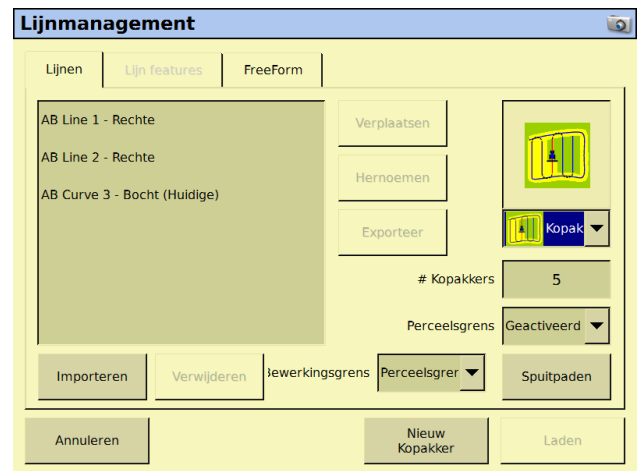 Lijnmanagement
Lijnen
Lijn features
FreeForm
AB Line 1 - Rechte
AB Line 2 - Rechte
AB Curve 3 - Bocht (Huidige)
Verplaatsen
Hernoemen
Exporteer
Kopak
# Kopakkers
5
Perceelsgrens
Geactiveerd
Importeren
Verwijderen
Bewerkingsgrens
Perceelsgrer
Spuitpaden
Annuleren
Nieuw
Kopakker
Laden